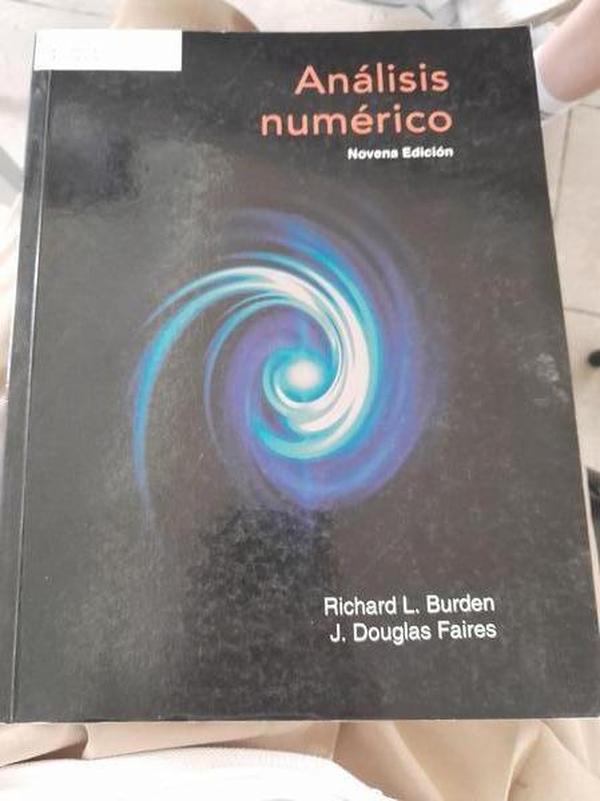 Análisis
numérico
Novena Edición
Richard L. Burden
J. Douglas Faires